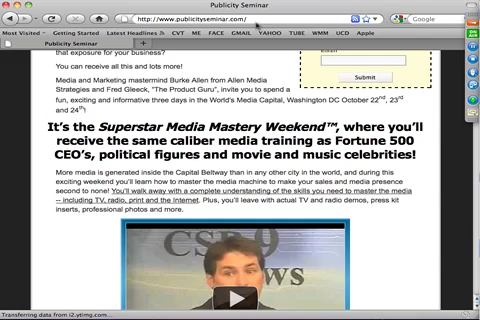 Publicity Seminar
http://www.publicityseminar.com/
Most Visited Getting Started Latest Headlines CVT ME FACE GMAIL YAHOO TUBE WMM UCD Apple
Publicity Seminar
that exposure for your business?
You can receive all this and lots more!
Email
Submit
Media and Marketing mastermind Burke Allen from Allen Media
Strategies and Fred Gleeck, "The Product Guru", invite you to spend a
fun, exciting and informative three days in the World's Media Capital, Washington DC October 22nd, 23rd
and 24th!
It's the Superstar Media Mastery Weekend™, where you'll
receive the same caliber media training as Fortune 500
CEO's, political figures and movie and music celebrities!
More media is generated inside the Capital Beltway than in any other city in the world, and during this
exciting weekend you'll learn how to master the media machine to make your sales and media presence
second to none! You'll walk away with a complete understanding of the skills you need to master the media
-- including TV, radio, print and the Internet. Plus, you'll leave with actual TV and radio demos, press kit
inserts, professional photos and more.
9
WS
Transferring data from i2.ytimg.com...